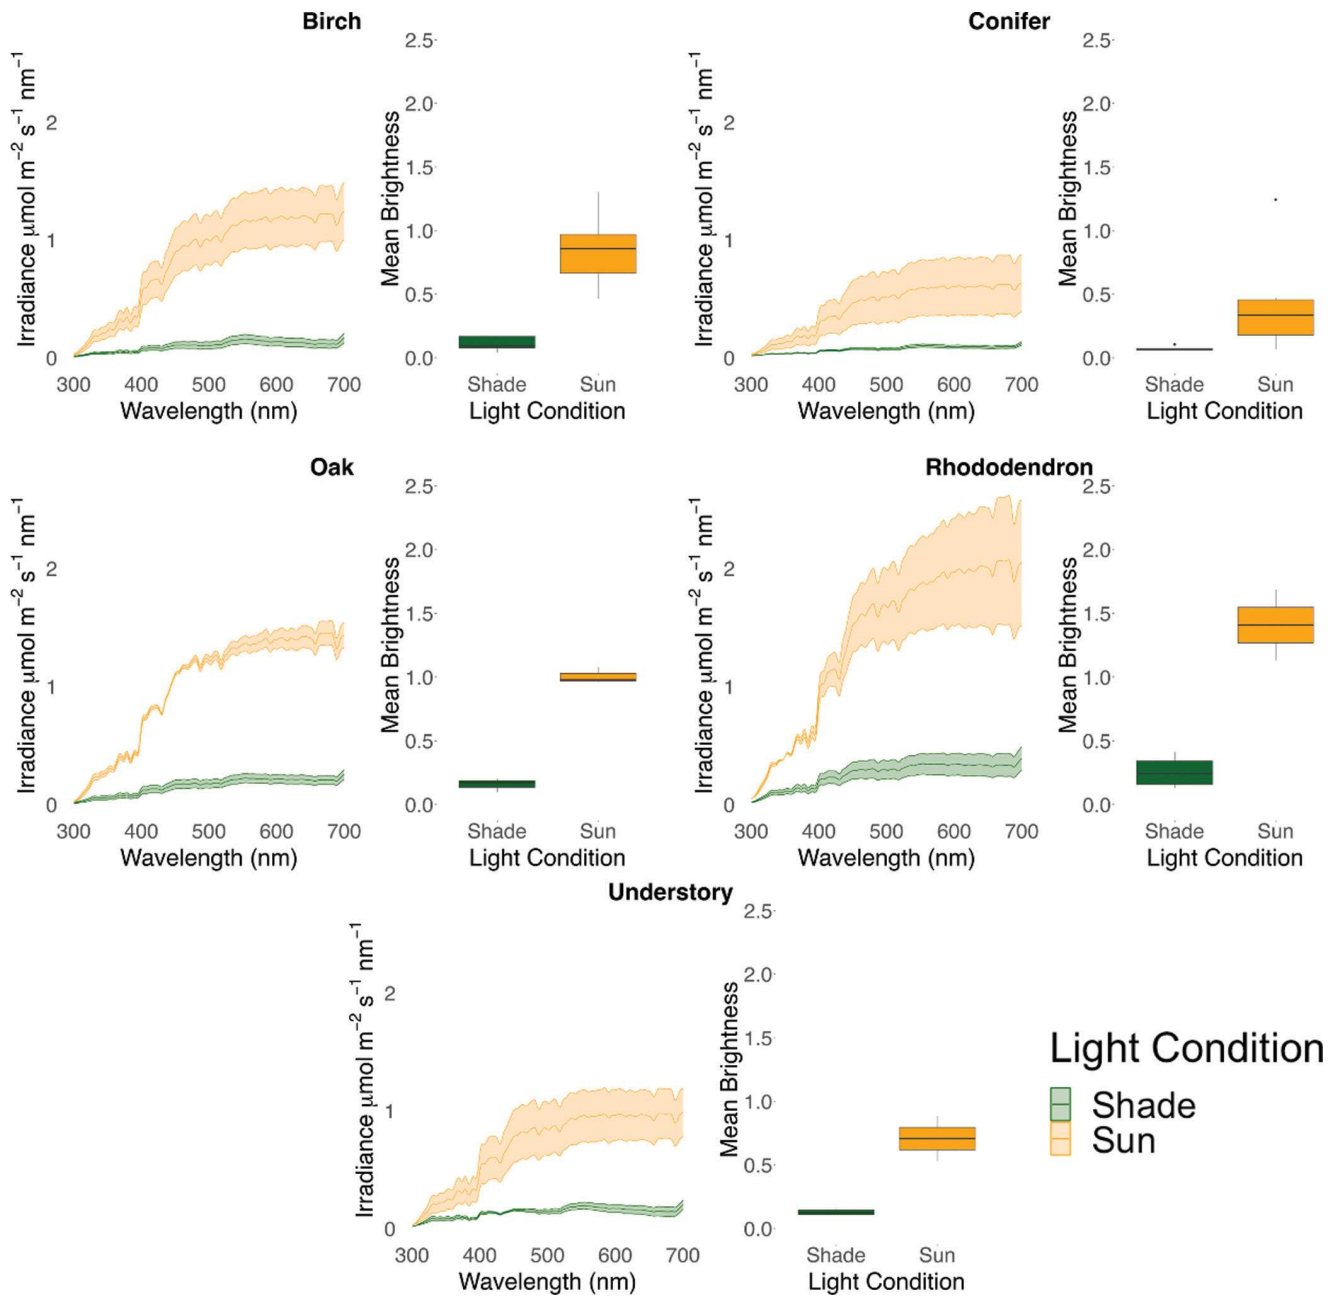 Birch
Irradiance μmol m⁻² s⁻¹ nm⁻¹
2
1
0
300 400 500 600 700
Wavelength (nm)
Mean Brightness
2.5
2.0
1.5
1.0
0.5
0.0
Shade Sun
Light Condition
Conifer
Irradiance μmol m⁻² s⁻¹ nm⁻¹
2
1
0
300 400 500 600 700
Wavelength (nm)
Mean Brightness
2.5
2.0
1.5
1.0
0.5
0.0
Shade Sun
Light Condition
Oak
Irradiance μmol m⁻² s⁻¹ nm⁻¹
2
1
0
300 400 500 600 700
Wavelength (nm)
Mean Brightness
2.5
2.0
1.5
1.0
0.5
0.0
Shade Sun
Light Condition
Rhododendron
Irradiance μmol m⁻² s⁻¹ nm⁻¹
2
1
0
300 400 500 600 700
Wavelength (nm)
Mean Brightness
2.5
2.0
1.5
1.0
0.5
0.0
Shade Sun
Light Condition
Understory
Irradiance μmol m⁻² s⁻¹ nm⁻¹
2
1
0
300 400 500 600 700
Wavelength (nm)
Mean Brightness
2.5
2.0
1.5
1.0
0.5
0.0
Shade Sun
Light Condition
Light Condition
Shade
Sun